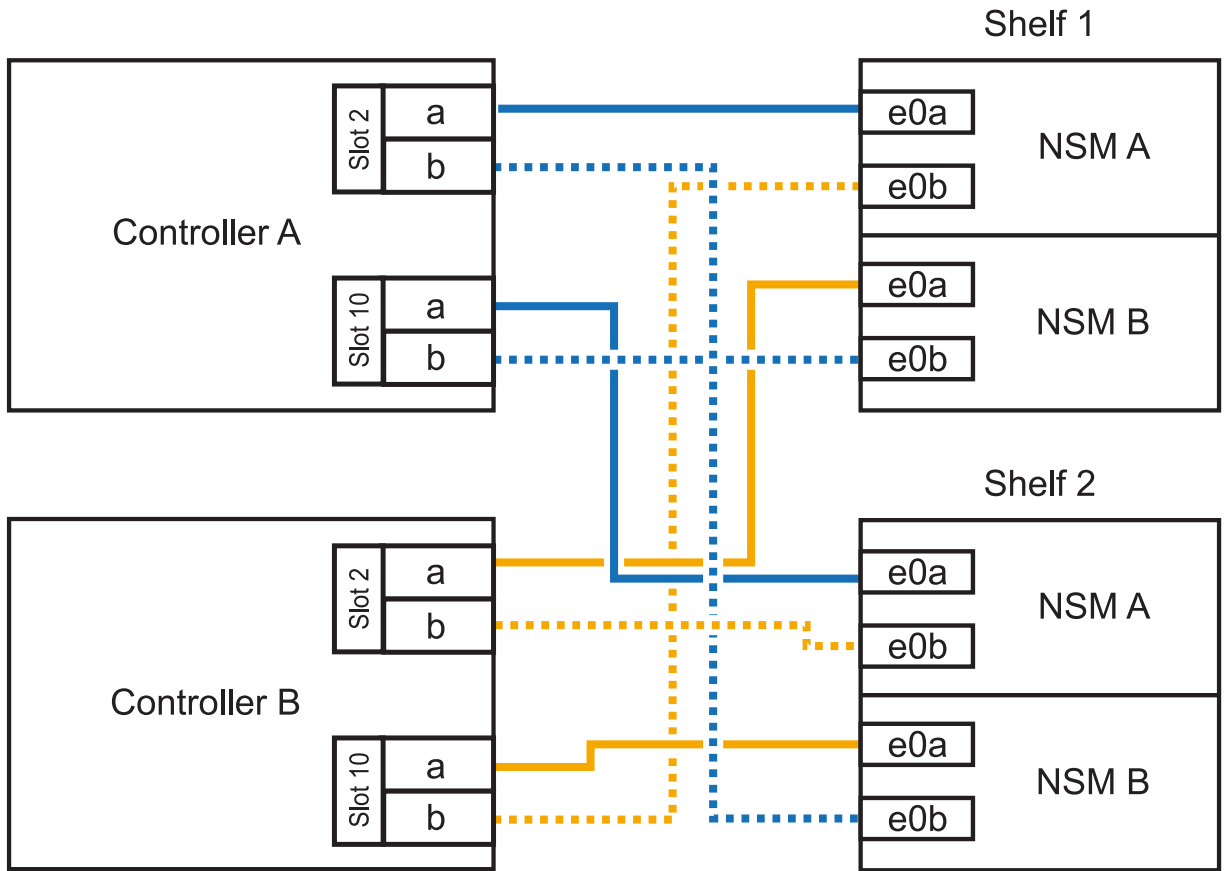 Controller A
Slot 2
a
b
Slot 10
a
b
Controller B
Slot 2
a
b
Slot 10
a
b
Shelf 1
e0a
e0b
NSM A
e0a
e0b
NSM B
Shelf 2
e0a
e0b
NSM A
e0a
e0b
NSM B